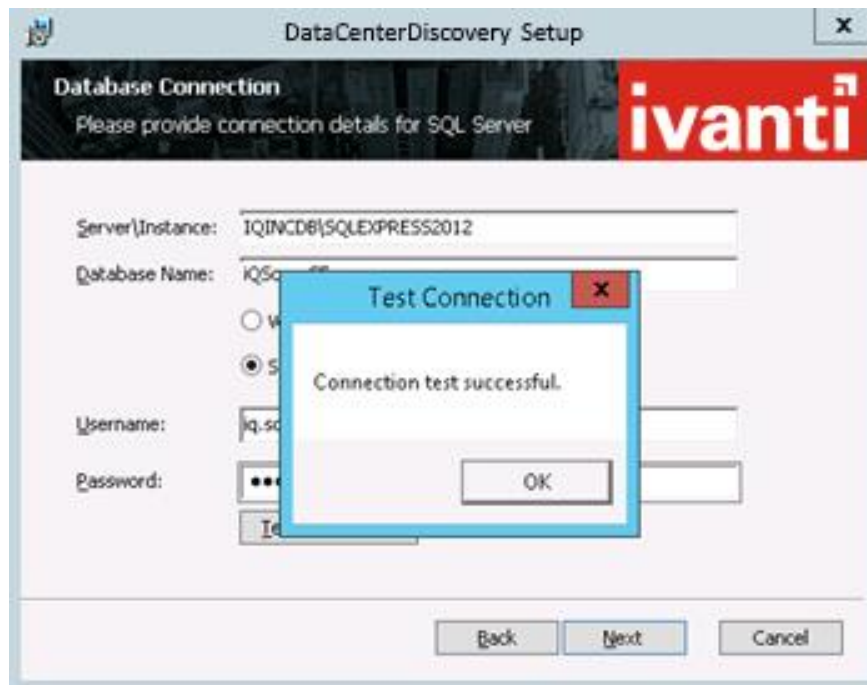 DataCenterDiscovery Setup
x
Database Connection
Please provide connection details for SQL Server
ivanti
Server\Instance: IQINCDB\SQLEXPRESS2012
Database Name:
Test Connection
x
Connection test successful.
OK
Username:
Password:
Back Next Cancel